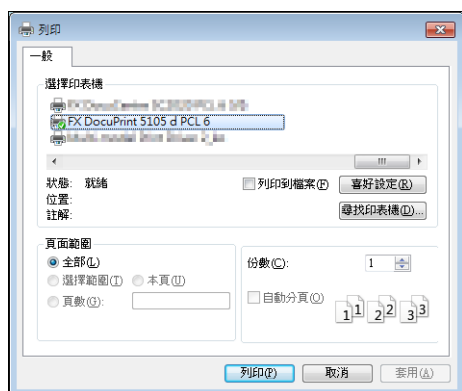 列印
一般
選擇印表機
FX DocuPrint 5105 d PCL 6
狀態: 就緒
位置:
註解:
列印到檔案(F)
喜好設定(R)
尋找印表機(D)...
頁面範圍
全部(L)
選擇範圍(T) 本頁(U)
頁數(G):
份數(C): 1
自動分頁(O)
1 1 2 2 3 3
列印(P) 取消 套用(A)